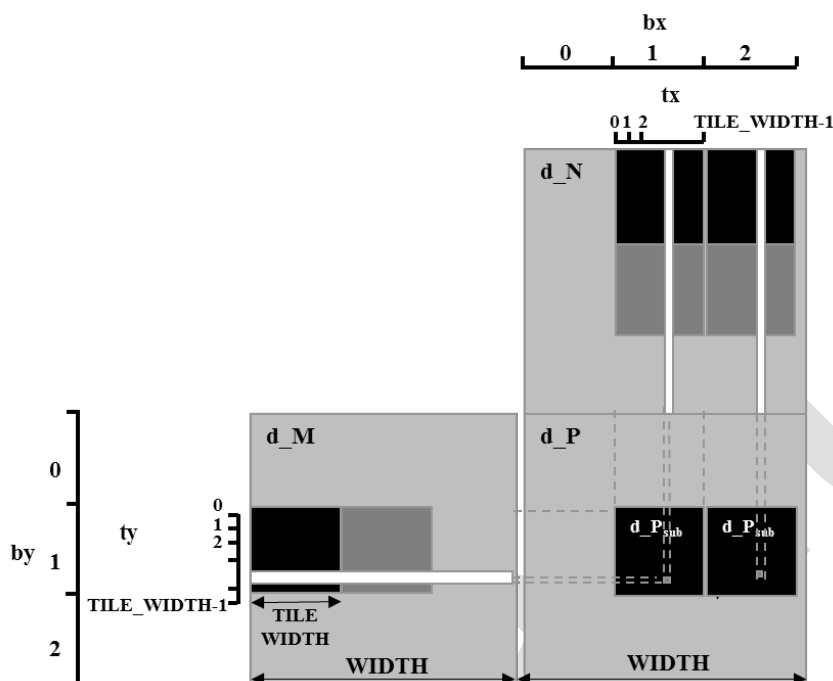 bx
0 1 2
tx
0 1 2 TILE_WIDTH-1
d_N
d_M
d_P
0
0
1
2
ty
by
1
d_Psub d_Psub
TILE_WIDTH-1
TILE
WIDTH
2
WIDTH
WIDTH